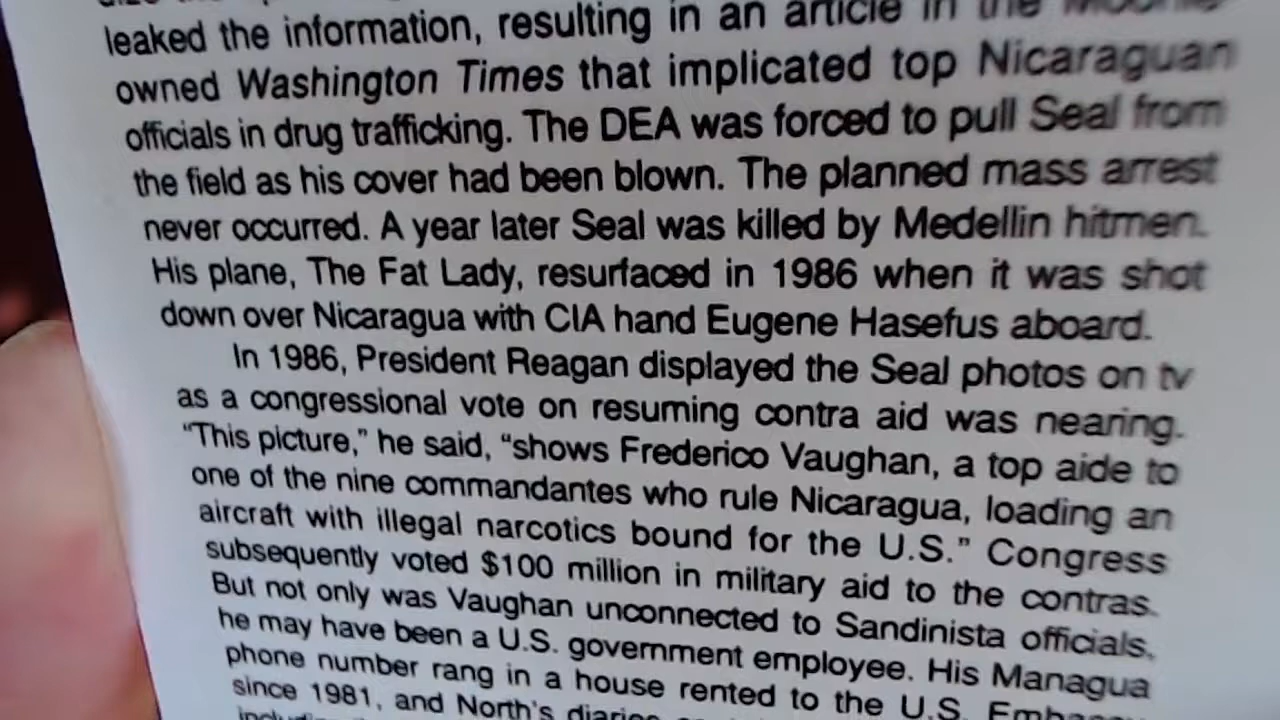 leaked the information, resulting in an article in the
owned Washington Times that implicated top Nicaraguan
officials in drug trafficking. The DEA was forced to pull Seal from
the field as his cover had been blown. The planned mass arrest
never occurred. A year later Seal was killed by Medellin hitmen.
His plane, The Fat Lady, resurfaced in 1986 when it was shot
down over Nicaragua with CIA hand Eugene Hasefus aboard.
In 1986, President Reagan displayed the Seal photos on tv
as a congressional vote on resuming contra aid was nearing.
“This picture,” he said, “shows Frederico Vaughan, a top aide to
one of the nine commandantes who rule Nicaragua, loading an
aircraft with illegal narcotics bound for the U.S.” Congress
subsequently voted $100 million in military aid to the contras.
But not only was Vaughan unconnected to Sandinista officials,
he may have been a U.S. government employee. His Managua
phone number rang in a house rented to the U.S.
since 1981, and North's diaries